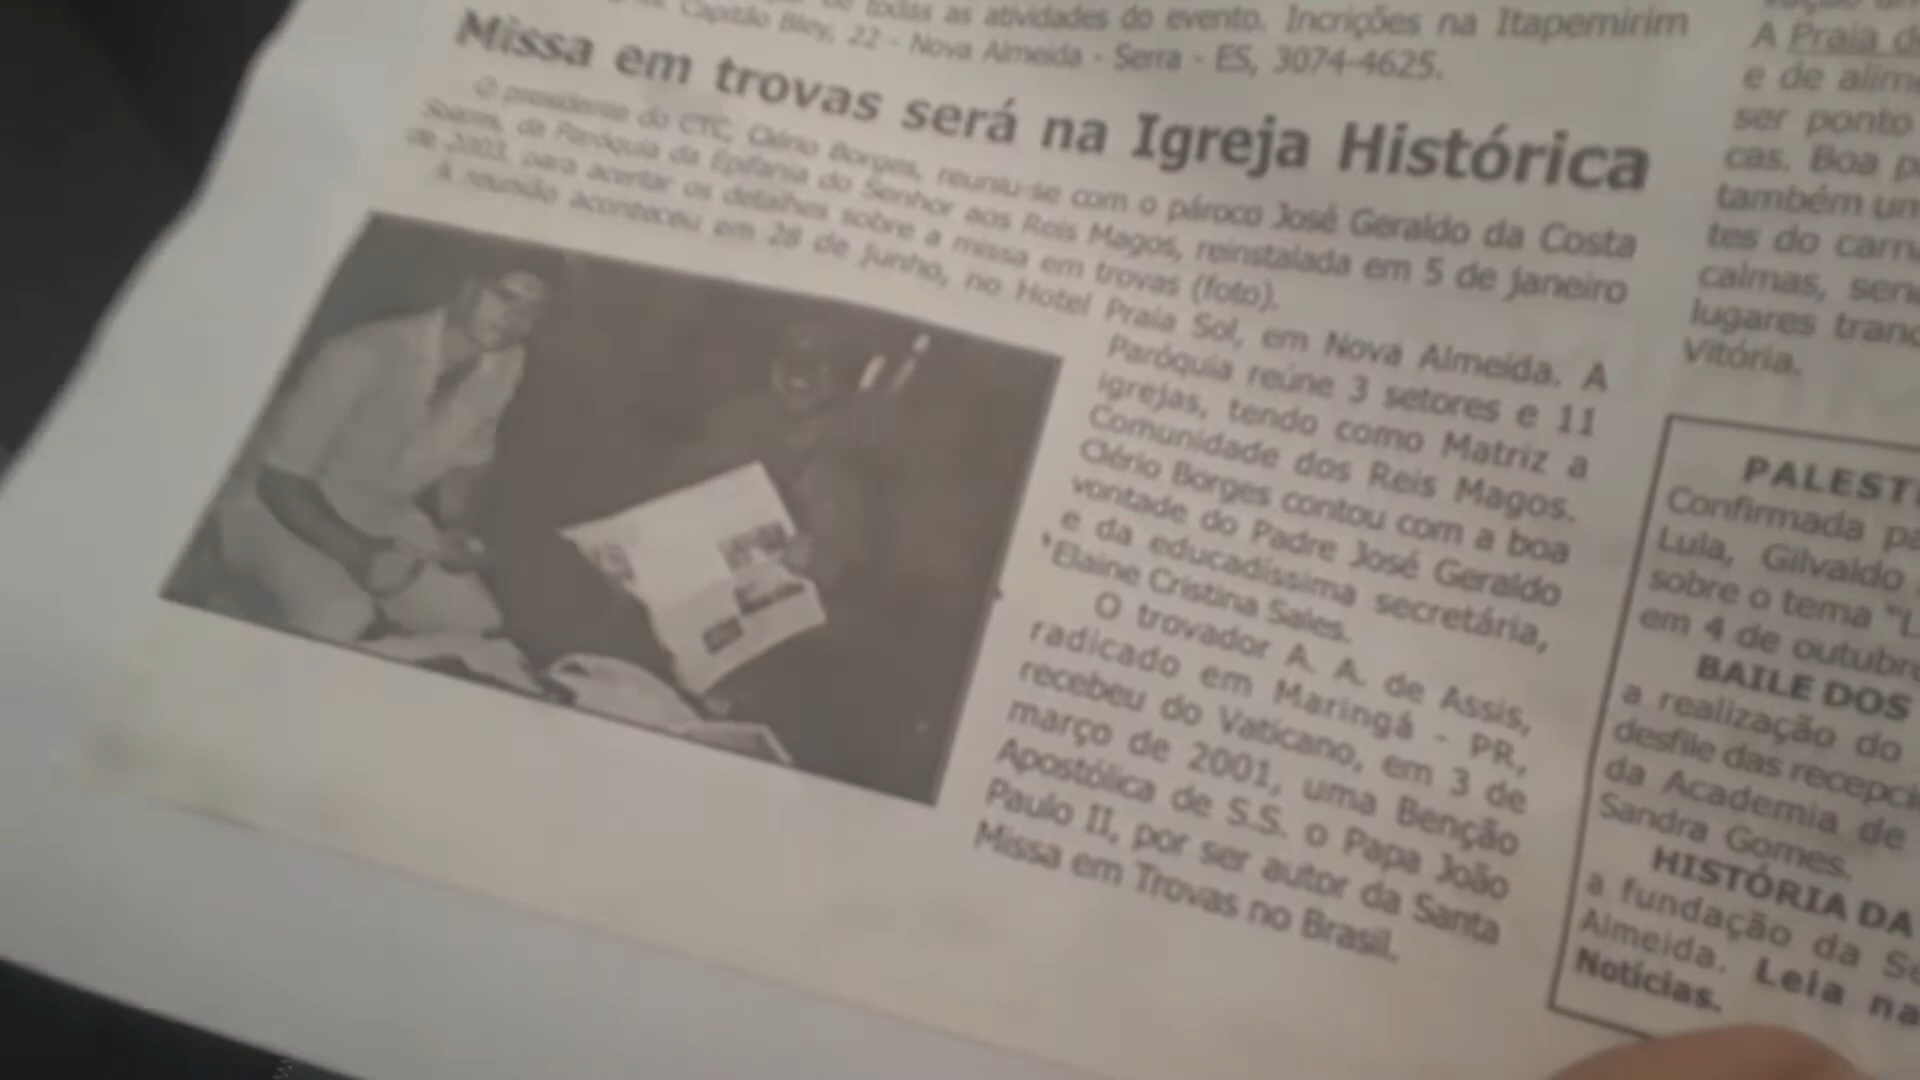 de todas as atividades do evento. Incrições na Itapemirim
Capitão Bley, 22 - Nova Almeida - Serra - ES, 3074-4625.
Missa em trovas será na Igreja Histórica
O presidente do CTC, Clério Borges, reuniu-se com o pároco José Geraldo da Costa
Soares, da Paróquia da Epifania do Senhor aos Reis Magos, reinstalada em 5 de janeiro
de 2003, para acertar os detalhes sobre a missa em trovas (foto).
A reunião aconteceu em 28 de junho, no Hotel Praia Sol, em Nova Almeida. A
Paróquia reúne 3 setores e 11
igrejas, tendo como Matriz a
Comunidade dos Reis Magos.
Clério Borges contou com a boa
vontade do Padre José Geraldo
e da educadíssima secretária,
Elaine Cristina Sales.
O trovador A. A. de Assis,
radicado em Maringá - PR,
recebeu do Vaticano, em 3 de
março de 2001, uma Benção
Apostólica de S.S. o Papa João
Paulo II, por ser autor da Santa
Missa em Trovas no Brasil.
A Praia
e de
ser ponto
cas. Boa
também
tes do
calmas,
lugares
Vitória.
Confirmada
Lula, Gilvaldo
sobre o tema
em 4 de
BAILE DOS
a realização do
desfile das
da Academia de
Sandra Gomes.
HISTÓRIA DA
a fundação da
Almeida. Leia
Notícias.